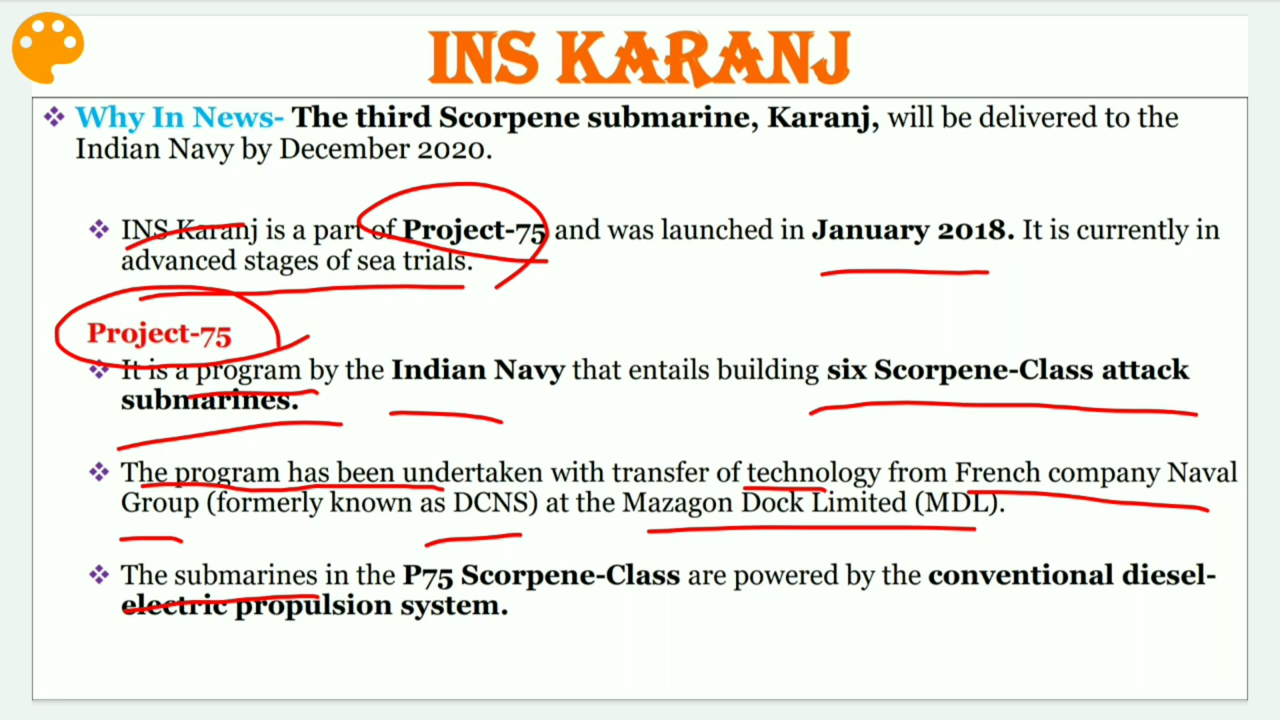 INS KARANJ
❖ Why In News- The third Scorpene submarine, Karanj, will be delivered to the
Indian Navy by December 2020.
❖ INS Karanj is a part of Project-75 and was launched in January 2018. It is currently in
advanced stages of sea trials.
Project-75
❖ It is a program by the Indian Navy that entails building six Scorpene-Class attack
submarines.
❖ The program has been undertaken with transfer of technology from French company Naval
Group (formerly known as DCNS) at the Mazagon Dock Limited (MDL).
❖ The submarines in the P75 Scorpene-Class are powered by the conventional diesel-
electric propulsion system.